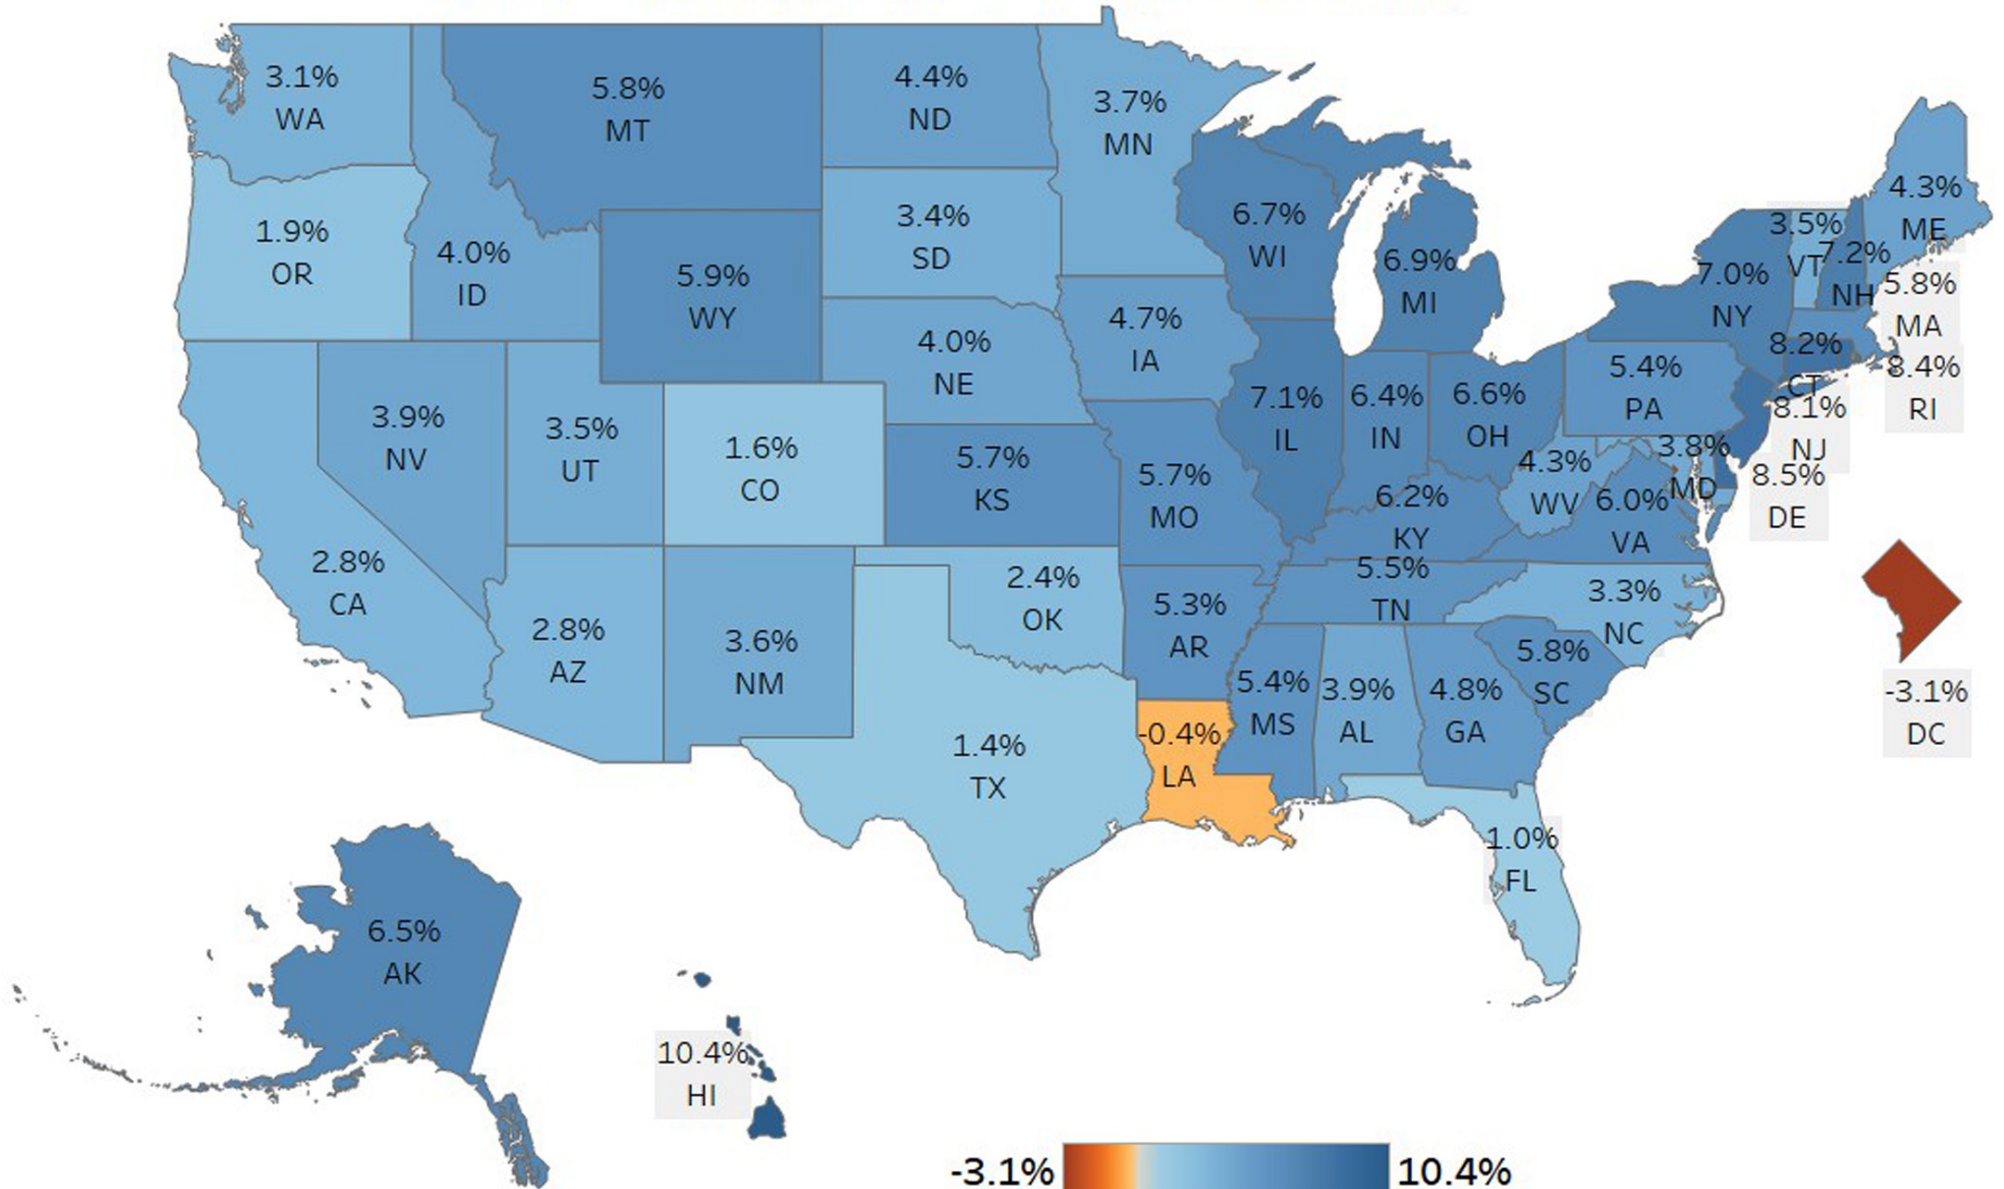 3.1%
WA
5.8%
MT
4.4%
ND
3.7%
MN
1.9%
OR
4.0%
ID
5.9%
WY
3.4%
SD
6.7%
WI
6.9%
MI
4.3%
ME
3.5%
VT
7.2%
NH
7.0%
NY
5.8%
MA
8.2%
CT
8.4%
RI
8.1%
NJ
4.7%
IA
4.0%
NE
3.9%
NV
3.5%
UT
1.6%
CO
5.7%
KS
5.7%
MO
7.1%
IL
6.4%
IN
6.6%
OH
5.4%
PA
4.3%
WV
3.8%
MD
8.5%
DE
6.0%
VA
6.2%
KY
2.8%
CA
2.8%
AZ
3.6%
NM
2.4%
OK
5.3%
AR
5.5%
TN
3.3%
NC
5.8%
SC
5.4%
MS
3.9%
AL
4.8%
GA
-3.1%
DC
1.4%
TX
-0.4%
LA
1.0%
FL
6.5%
AK
10.4%
HI
-3.1%
10.4%